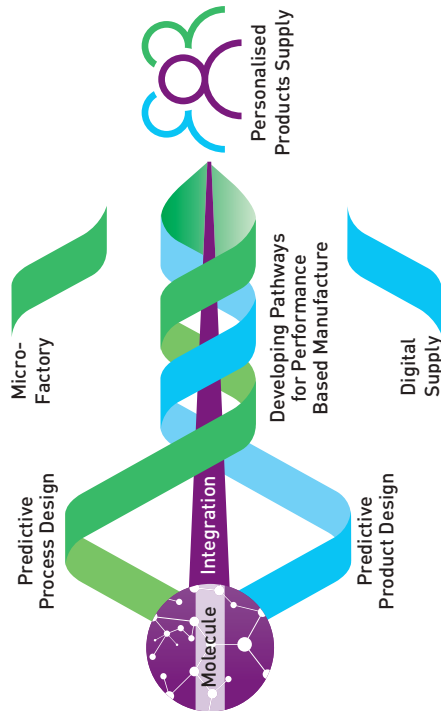 Predictive
Process Design
Micro-
Factory
Molecule
Integration
Developing Pathways
for Performance
Based Manufacture
Personalised
Products Supply
Predictive
Product Design
Digital
Supply